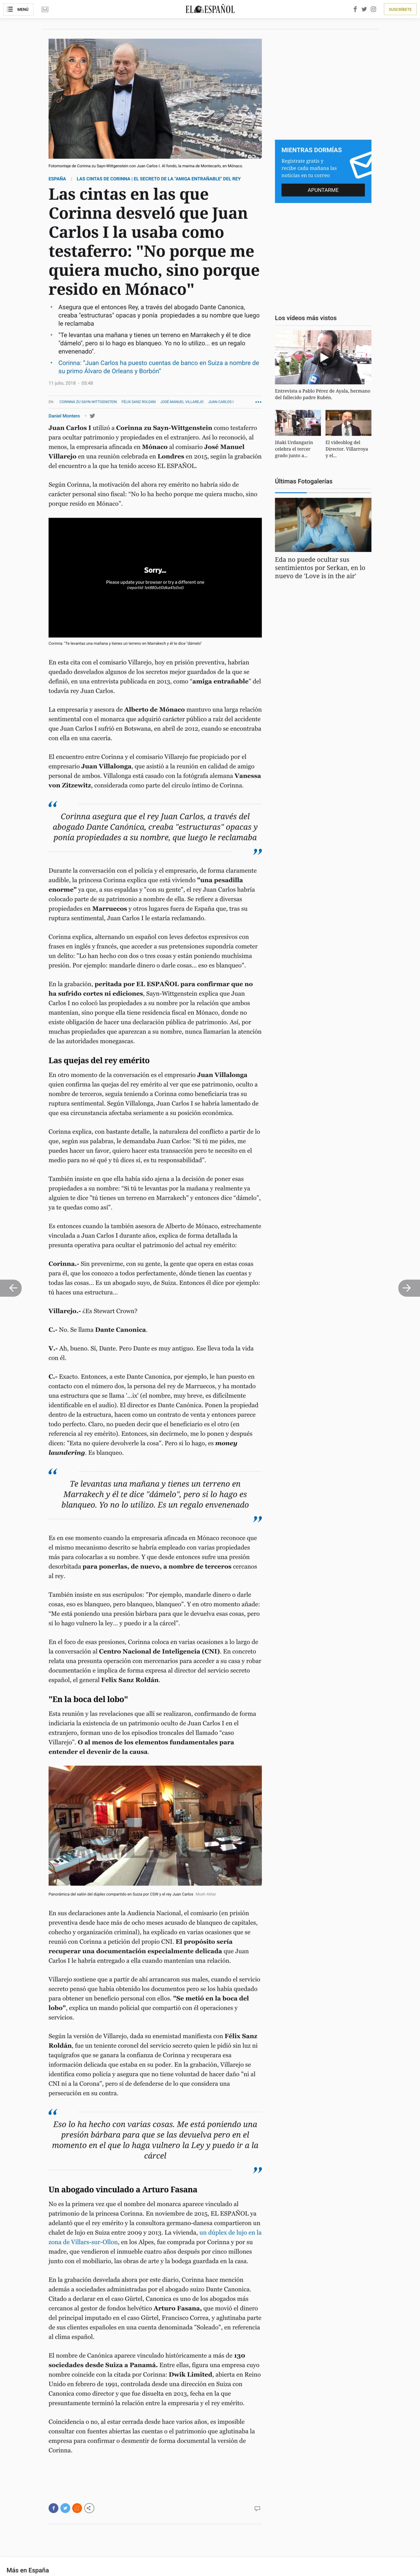 MENÚ
EL ESPAÑOL
SUSCRÍBETE
Fotomontaje de Corinna zu Sayn-Wittgenstein con Juan Carlos I. Al fondo, la marina de Montecarlo, en Mónaco.
ESPAÑA / LAS CINTAS DE CORINNA | EL SECRETO DE LA "AMIGA ENTRAÑABLE" DEL REY
Las cintas en las que
Corinna desveló que Juan
Carlos I la usaba como
testaferro: "No porque me
quiera mucho, sino porque
resido en Mónaco"
• Asegura que el entonces Rey, a través del abogado Dante Canonica,
creaba "estructuras" opacas y ponía propiedades a su nombre que luego
le reclamaba
• "Te levantas una mañana y tienes un terreno en Marrakech y él te dice
"dámelo", pero si lo hago es blanqueo. Yo no lo utilizo... es un regalo
envenenado".
• Corinna: "Juan Carlos ha puesto cuentas de banco en Suiza a nombre de
su primo Álvaro de Orleans y Borbón"
11 julio, 2018 - 05:48
EN: CORINNA ZU SAYN-WITTGENSTEIN FÉLIX SANZ ROLDÁN JOSÉ MANUEL VILLAREJO JUAN CARLOS I
Daniel Montero
Juan Carlos I utilizó a Corinna zu Sayn-Wittgenstein como testaferro
para ocultar patrimonio y propiedades en el extranjero. Así lo reconoció, al
menos, la empresaria afincada en Mónaco al comisario José Manuel
Villarejo en una reunión mantenida en Londres en 2015, según la grabación
del encuentro a la que ha tenido acceso EL ESPAÑOL.
Según Corinna, la motivación del ahora rey emérito no habría sido de
carácter personal sino fiscal: “No lo ha hecho porque me quiera mucho, sino
porque resido en Mónaco”.
Sorry...
Please update your browser or try a different one
Corinna: "Te levantas una mañana y tienes un terreno en Marrakech y él te dice 'dámelo'
En esta cita con el comisario Villarejo, hoy en prisión preventiva, habrían
quedado desvelados algunos de los secretos mejor guardados de la que se
definió, en una entrevista publicada en 2013, como “amiga entrañable” del
todavía rey Juan Carlos.
La empresaria y asesora de Alberto de Mónaco mantuvo una larga relación
sentimental con el monarca que adquirió carácter público a raíz del accidente
que Juan Carlos I sufrió en Botswana, en abril de 2012, cuando se encontraba
con ella en una cacería.
El encuentro entre Corinna y el comisario Villarejo fue propiciado por el
empresario Juan Villalonga, que asistió a la reunión en calidad de amigo
personal de ambos. Villalonga está casado con la fotógrafa alemana Vanessa
von Zitzewitz, considerada como parte del círculo íntimo de Corinna.
Corinna asegura que el rey Juan Carlos, a través del
abogado Dante Canónica, creaba "estructuras" opacas y
ponía propiedades a su nombre, que luego le reclamaba
Durante la conversación con el policía y el empresario, de forma claramente
audible, la princesa Corinna explica que está viviendo "una pesadilla
enorme” ya que, a sus espaldas y "con su gente", el rey Juan Carlos habría
colocado parte de su patrimonio a nombre de ella. Se refiere a diversas
propiedades en Marruecos y otros lugares fuera de España que, tras su
ruptura sentimental, Juan Carlos I le estaría reclamando.
Corinna explica, alternando un español con leves defectos expresivos con
frases en inglés y francés, que acceder a sus pretensiones supondría cometer
un delito: "Lo han hecho con dos o tres cosas y están poniendo muchísima
presión. Por ejemplo: mandarle dinero o darle cosas... eso es blanqueo".
En la grabación, peritada por EL ESPAÑOL para confirmar que no
ha sufrido cortes ni ediciones, Sayn-Wittgenstein explica que Juan
Carlos I no colocó las propiedades a su nombre por la relación que ambos
mantenían, sino porque ella tiene residencia fiscal en Mónaco, donde no
existe obligación de hacer una declaración pública de patrimonio. Así, por
muchas propiedades que aparezcan a su nombre, nunca llamarían la atención
de las autoridades monegascas.
Las quejas del rey emérito
En otro momento de la conversación es el empresario Juan Villalonga
quien confirma las quejas del rey emérito al ver que ese patrimonio, oculto a
nombre de terceros, seguía teniendo a Corinna como beneficiaria tras su
ruptura sentimental. Según Villalonga, Juan Carlos I se habría lamentado de
que esa circunstancia afectaba seriamente a su posición económica.
Corinna explica, con bastante detalle, la naturaleza del conflicto a partir de lo
que, según sus palabras, le demandaba Juan Carlos: "Si tú me pides, me
puedes hacer un favor, quiero hacer esta transacción pero te necesito en el
medio para no sé qué y tú dices sí, es tu responsabilidad".
También insiste en que ella había sido ajena a la decisión de poner esas
propiedades a su nombre: “Si tú te levantas por la mañana y realmente ya
alguien te dice "tú tienes un terreno en Marrakech” y entonces dice “dámelo",
ya te quedas como así".
Es entonces cuando la también asesora de Alberto de Mónaco, estrechamente
vinculada a Juan Carlos I durante años, explica de forma detallada la
presunta operativa para ocultar el patrimonio del actual rey emérito:
Corinna.- Sin prevenirme, con su gente, la gente que opera en estas cosas
para él, que los conozco a todos perfectamente, dónde tienen las cuentas y
todas las cosas... Es un abogado suyo, de Suiza. Entonces él dice por ejemplo:
tú haces una estructura...
Villarejo.- ¿Es Stewart Crown?
C.- No. Se llama Dante Canonica.
V.- Ah, bueno. Sí, Dante. Pero Dante es muy antiguo. Ese lleva toda la vida
con él.
C.- Exacto. Entonces, a este Dante Canonica, por ejemplo, le han puesto en
contacto con el número dos, la persona del rey de Marruecos, y ha montado
una estructura que se llama '...ix' (el nombre, muy breve, es difícilmente
identificable en el audio). El director es Dante Canónica. Ponen la propiedad
dentro de la estructura, hacen como un contrato de venta y entonces parece
todo perfecto. Claro, no pueden decir que el beneficiario es el otro (en
referencia al rey emérito). Entonces, sin decírmelo, me lo ponen y después
dicen: "Esta no quiere devolverle la cosa". Pero si lo hago, es money
laundering. Es blanqueo.
Te levantas una mañana y tienes un terreno en
Marrakech y él te dice "dámelo", pero si lo hago es
blanqueo. Yo no lo utilizo. Es un regalo envenenado
Es en ese momento cuando la empresaria afincada en Mónaco reconoce que
el mismo mecanismo descrito se habría empleado con varias propiedades
más para colocarlas a su nombre. Y que desde entonces sufre una presión
desorbitada para ponerlas, de nuevo, a nombre de terceros cercanos
al rey.
También insiste en sus escrúpulos: "Por ejemplo, mandarle dinero o darle
cosas, eso es blanqueo, pero blanqueo, blanqueo". Y en otro momento añade:
"Me está poniendo una presión bárbara para que le devuelva esas cosas, pero
si lo hago vulnero la ley... y puedo ir a la cárcel".
En el foco de esas presiones, Corinna coloca en varias ocasiones a lo largo de
la conversación al Centro Nacional de Inteligencia (CNI). En concreto
relata una presunta operación con mercenarios para acceder a su casa y robar
documentación e implica de forma expresa al director del servicio secreto
español, el general Felix Sanz Roldán.
"En la boca del lobo"
Esta reunión y las revelaciones que allí se realizaron, confirmando de forma
indiciaria la existencia de un patrimonio oculto de Juan Carlos I en el
extranjero, forman uno de los episodios troncales del llamado “caso
Villarejo". O al menos de los elementos fundamentales para
entender el devenir de la causa.
Panorámica del salón del dúplex compartido en Suiza por CSW y el rey Juan Carlos
En sus declaraciones ante la Audiencia Nacional, el comisario (en prisión
preventiva desde hace más de ocho meses acusado de blanqueo de capitales,
cohecho y organización criminal), ha explicado en varias ocasiones que se
reunió con Corinna a petición del propio CNI. El propósito sería
recuperar una documentación especialmente delicada que Juan
Carlos I le habría entregado a ella cuando mantenían una relación.
Villarejo sostiene que a partir de ahí arrancaron sus males, cuando el servicio
secreto pensó que había obtenido unos papeles que luego se había quedado
para obtener un beneficio personal con ellos. "Se metió en la boca del
lobo", explica un mando policial que compartió con él operaciones y
servicios.
Según la versión de Villarejo, dada su enemistad manifiesta con Félix Sanz
Roldán, fue un teniente coronel del servicio secreto quien le pidió sin luz ni
taquígrafos que se ganara la confianza de Corinna y recuperara esa
información delicada que estaba en su poder. En la grabación, Villarejo se
identifica como policía y asegura que no tiene voluntad de hacer daño "ni al
CNI ni a la Corona", pero sí de defenderse de lo que considera una
persecución en su contra.
Eso lo ha hecho con varias cosas. Me está poniendo una
presión bárbara para que se las devuelva pero en el
momento en el que lo haga vulnero la Ley y puedo ir a la
cárcel
Un abogado vinculado a Arturo Fasana
No es la primera vez que el nombre del monarca aparece vinculado al
patrimonio de la princesa Corinna. En noviembre de 2015, EL ESPAÑOL ya
adelantó que el rey emérito y la consultora germano-danesa compartieron un
chalet de lujo en Suiza entre 2009 y 2013. La vivienda, un dúplex de lujo en la
zona de Villars-sur-Ollon, en los Alpes, fue comprada por Corinna y por su
madre, que vendieron el inmueble cuatro años después por cinco millones
junto con el mobiliario, las obras de arte y la bodega guardada en la casa.
En la grabación desvelada ahora por este diario, Corinna hace mención
además a sociedades administradas por el abogado suizo Dante Canonica.
Citado a declarar en el caso Gürtel, Canonica es uno de los abogados más
cercanos al gestor de fondos helvético Arturo Fasana, que movió el dinero
del principal imputado en el caso Gürtel, Francisco Correa, y aglutinaba parte
de sus clientes españoles en una cuenta denominada "Soleado", en referencia
al clima español.
El nombre de Canónica aparece vinculado históricamente a más de 130
sociedades desde Suiza a Panamá. Entre ellas, figura una empresa cuyo
nombre coincide con la citada por Corinna: Dwik Limited, abierta en Reino
Unido en febrero de 1991, controlada desde una dirección en Suiza con
Canonica como director y que fue disuelta en 2013, fecha en la que
presuntamente terminó la relación entre la empresaria y el rey emérito.
Coincidencia o no, al estar cerrada desde hace varios años, es imposible
consultar con fuentes abiertas las cuentas o el patrimonio que aglutinaba la
empresa para confirmar o desmentir de forma documental la versión de
Corinna.
Más en España
MIENTRAS DORMÍAS
Regístrate gratis y
recibe cada mañana las
noticias en tu correo
APUNTARME
Los vídeos más vistos
Entrevista a Pablo Pérez de Ayala, hermano
del fallecido padre Rubén.
Iñaki Urdangarin
celebra el tercer
grado junto a...
El videoblog del
Director. Villarroya
y el...
Últimas Fotogalerías
Eda no puede ocultar sus
sentimientos por Serkan, en lo
nuevo de 'Love is in the air'